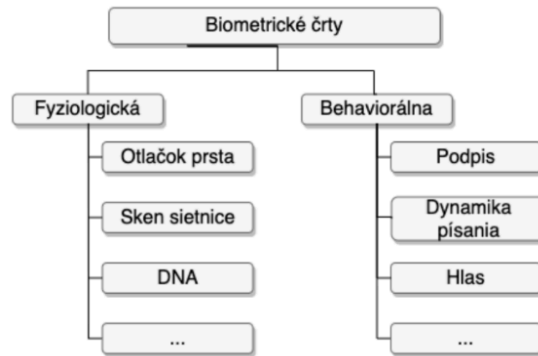 Biometrické črty
Fyziologická
Otlačok prsta
Sken sietnice
DNA
...
Behaviorálna
Podpis
Dynamika
písania
Hlas
...